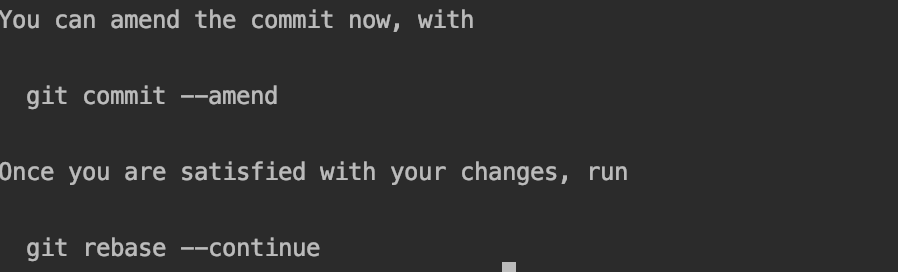 You can amend the commit now, with
git commit --amend
Once you are satisfied with your changes, run
git rebase --continue